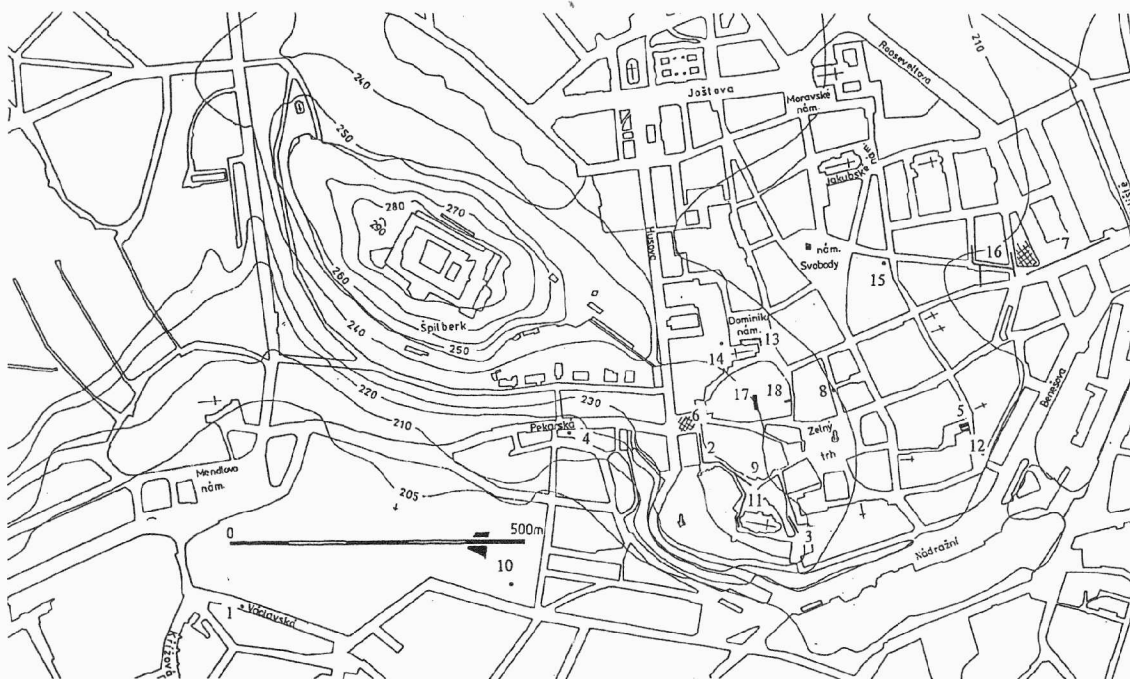 210
Rooseveltova
240
Joštova
Moravské
nám.
250
Jakubské nám.
280
270
290
Husova
nám.
Svobody
16
7
15
260
Špilberk
Dominik.
nám.
13
240
250
14
220
17
18
8
230
6
Zelný
trh
5
Benešova
210
Pekařská
4
2
12
9
Mendlovo
nám.
205
11
0
500m
3
Nádražní
10
1
Václavská
Křížová